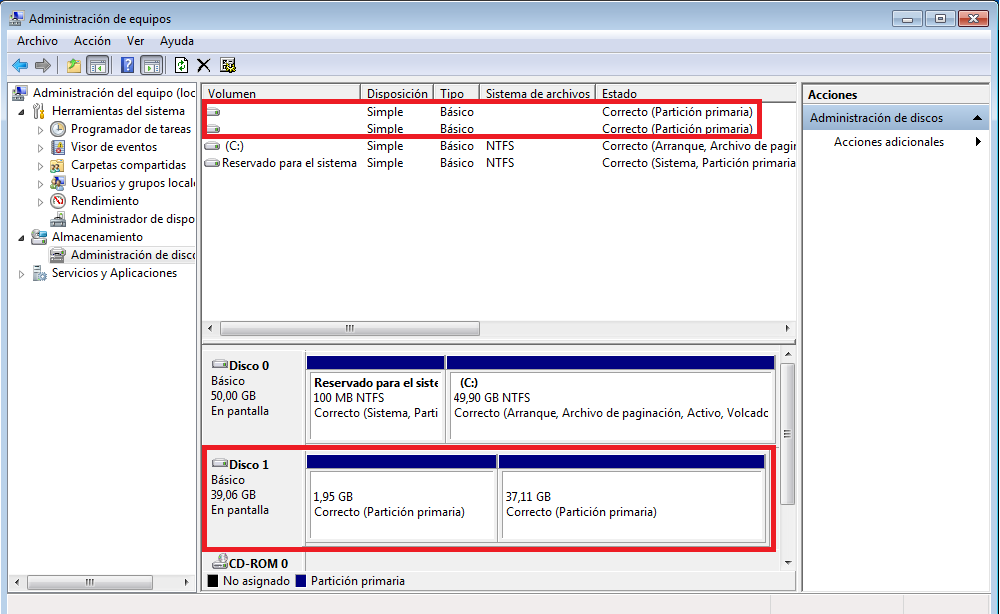 Administración de equipos
Archivo Acción Ver Ayuda
Administración del equipo (loc
Herramientas del sistema
Programador de tareas
Visor de eventos
Carpetas compartidas
Usuarios y grupos locale
Rendimiento
Administrador de dispo
Almacenamiento
Administración de disco
Servicios y Aplicaciones
Volumen Disposición Tipo Sistema de archivos Estado
Simple Básico Correcto (Partición primaria)
Simple Básico Correcto (Partición primaria)
(C:) Simple Básico NTFS Correcto (Arranque, Archivo de pagin
Reservado para el sistema Simple Básico NTFS Correcto (Sistema, Partición primaria
Disco 0
Básico
50,00 GB
En pantalla
Reservado para el siste
100 MB NTFS
Correcto (Sistema, Parti
(C:)
49,90 GB NTFS
Correcto (Arranque, Archivo de paginación, Activo, Volcado
Disco 1
Básico
39,06 GB
En pantalla
1,95 GB
Correcto (Partición primaria)
37,11 GB
Correcto (Partición primaria)
CD-ROM 0
No asignado Partición primaria
Acciones
Administración de discos
Acciones adicionales